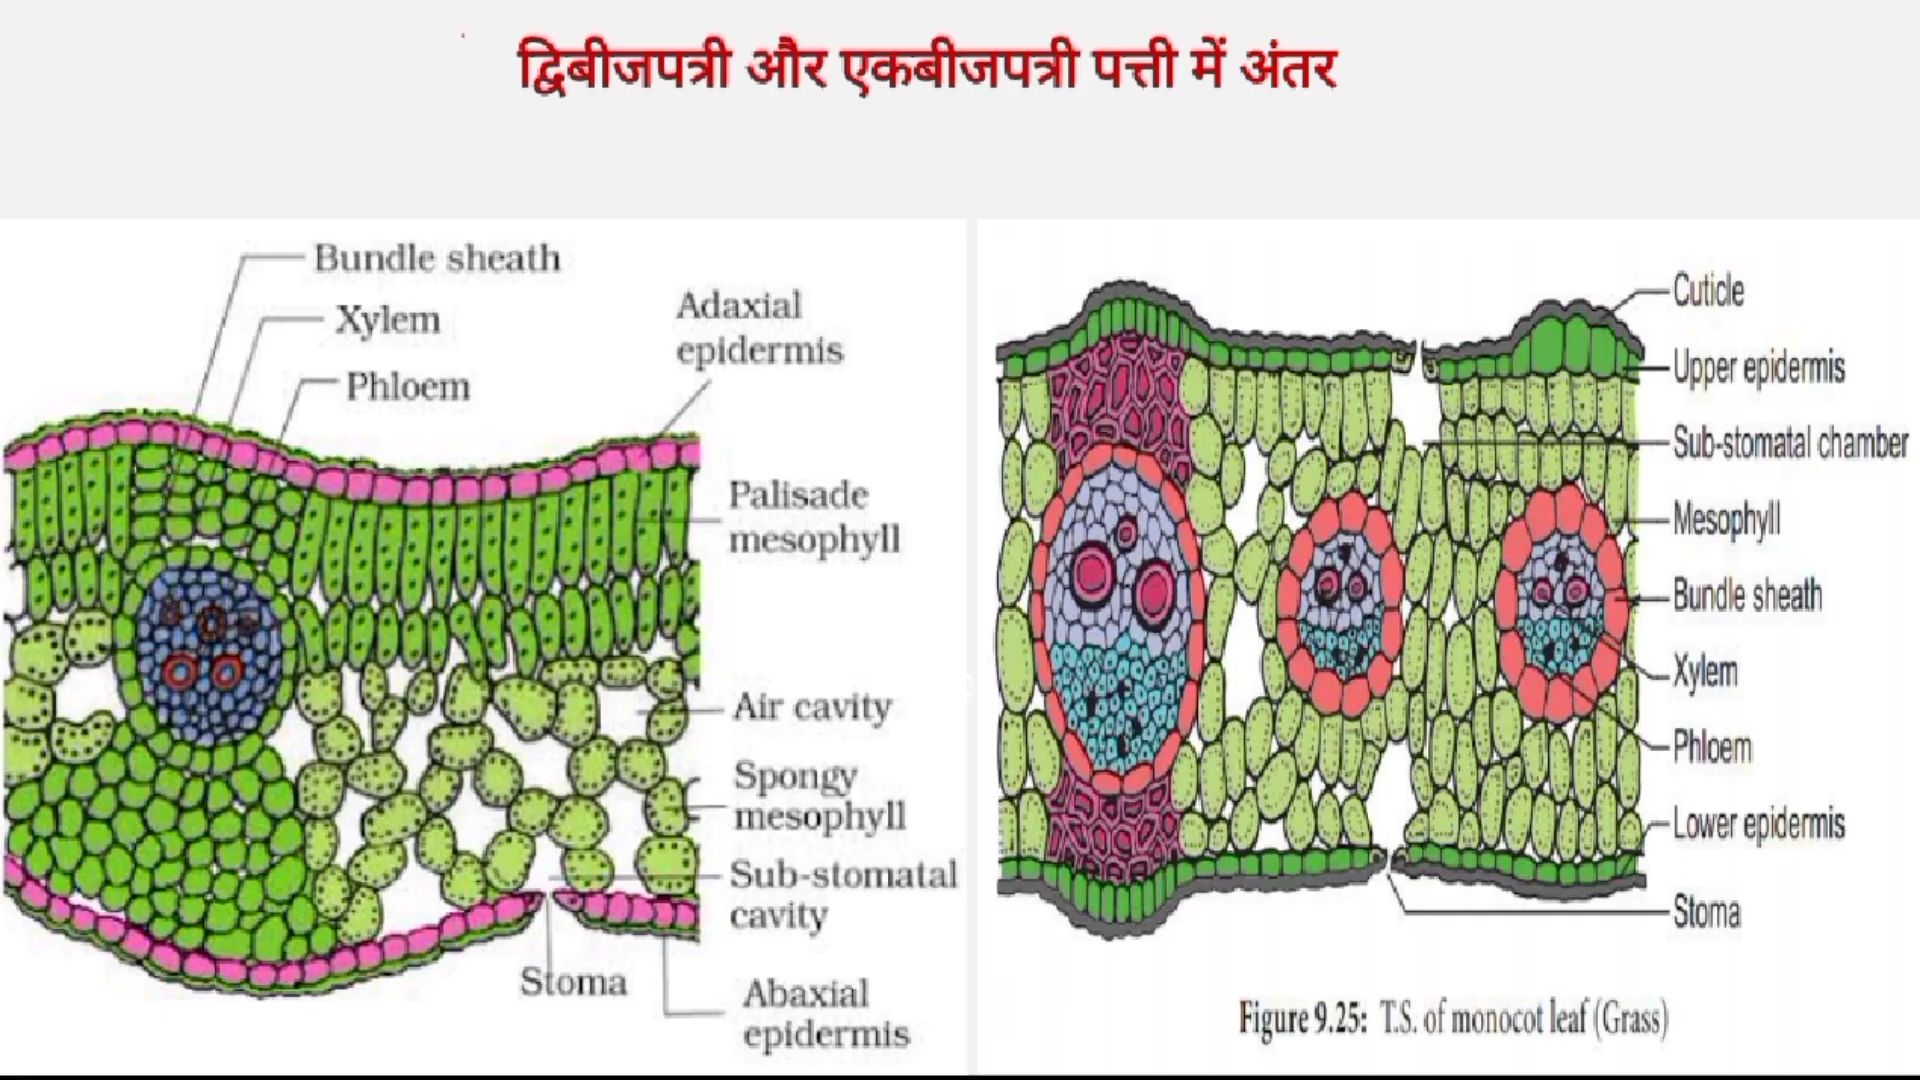 द्विबीजपत्री और एकबीजपत्री पत्ती में अंतर
Bundle sheath
Xylem
Phloem
Adaxial
epidermis
Palisade
mesophyll
Air cavity
Spongy
mesophyll
Sub-stomatal
cavity
Stoma
Abaxial
epidermis
Cuticle
Upper epidermis
Sub-stomatal chamber
Mesophyll
Bundle sheath
Xylem
Phloem
Lower epidermis
Stoma
Figure 9.25: T.S. of monocot leaf (Grass)